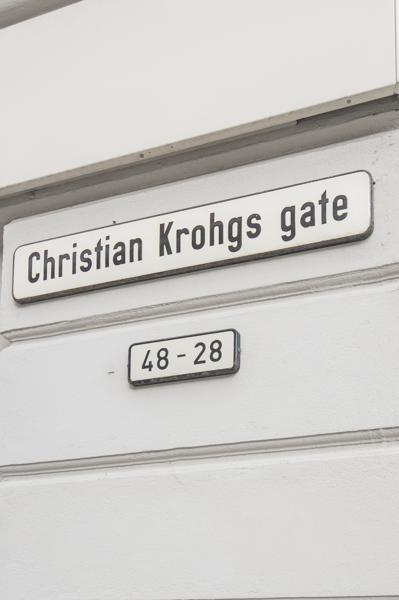 Christian Krohgs gate
48 - 28